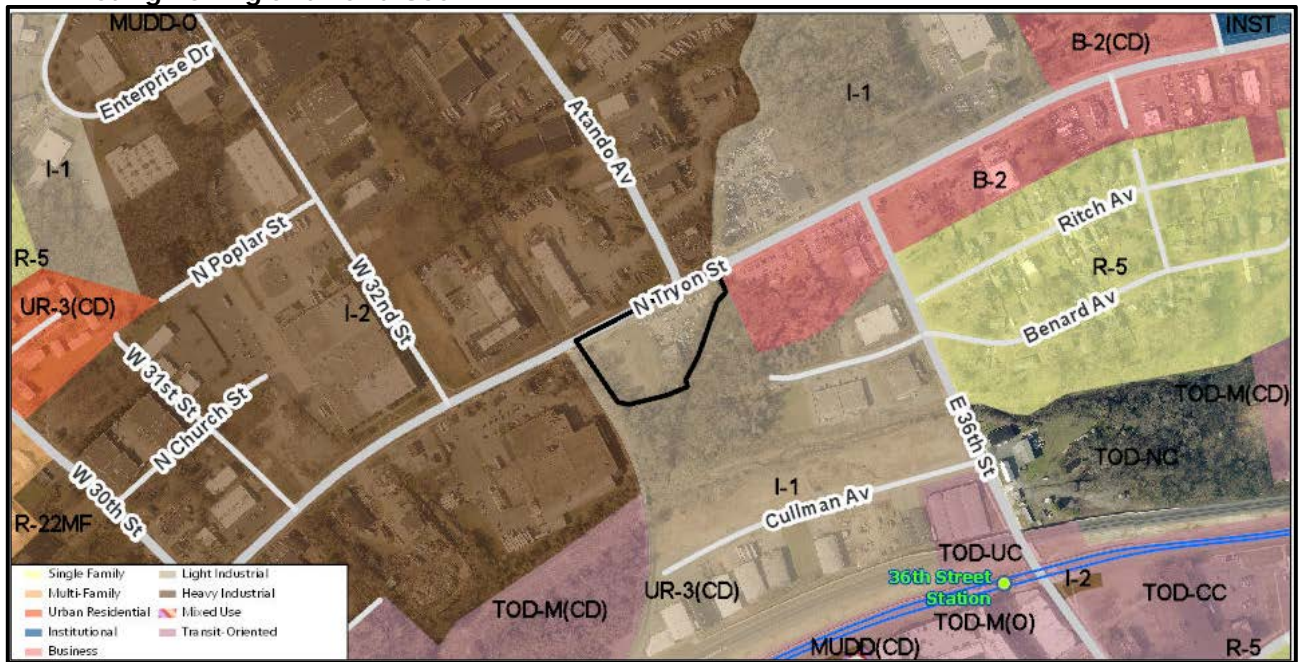 MUDD-O
INST
B-2(CD)
Enterprise Dr
I-1
Atando Av
I-1
B-2
Ritch Av
N Poplar St
R-5
R-5
W 32nd St
N Tryon St
UR-3(CD)
I-2
Benard Av
W 31st St
TOD-M(CD)
N Church St
E 36th St
TOD-NC
W 30th St
I-1
Cullman Av
R-22MF
TOD-UC
36th Street
Station
I-2
TOD-CC
UR-3(CD)
TOD-M(CD)
TOD-M(O)
MUDD(CD)
R-5
Single Family
Multi-Family
Urban Residential
Institutional
Business
Light Industrial
Heavy Industrial
Mixed Use
Transit-Oriented